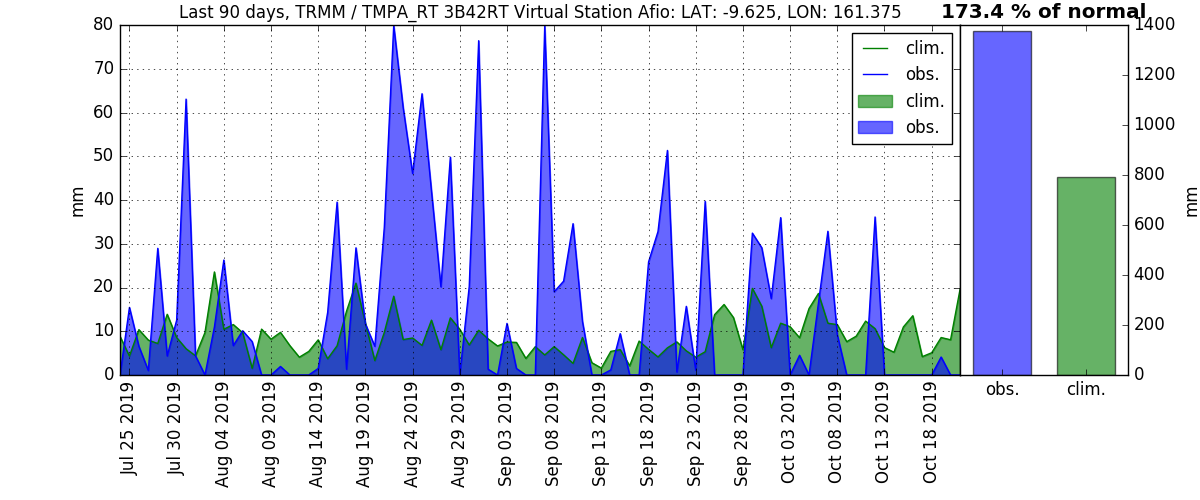 Last 90 days, TRMM / TMPA_RT 3B42RT Virtual Station Afio: LAT: -9.625, LON: 161.375
173.4 % of normal
80
70
60
50
40
30
20
10
0
mm
clim.
obs.
clim.
obs.
Jul 25 2019
Jul 30 2019
Aug 04 2019
Aug 09 2019
Aug 14 2019
Aug 19 2019
Aug 24 2019
Aug 29 2019
Sep 03 2019
Sep 08 2019
Sep 13 2019
Sep 18 2019
Sep 23 2019
Sep 28 2019
Oct 03 2019
Oct 08 2019
Oct 13 2019
Oct 18 2019
1400
1200
1000
800
600
400
200
0
mm
obs.
clim.